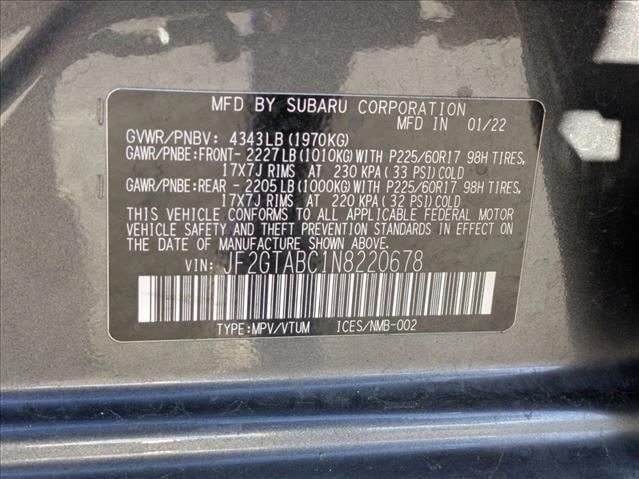 MFD BY SUBARU CORPORATION
MFD IN 01/22
GVWR/PNBV: 4343LB (1970KG)
GAWR/PNBE:FRONT- 2227LB (1010KG) WITH P225/60R17 98H TIRES,
17X7J RIMS AT 230 KPA ( 33 PSI) COLD
GAWR/PNBE:REAR - 2205LB (1000KG) WITH P225/60R17 98H TIRES,
17X7J RIMS AT 220 KPA ( 32 PSI) COLD
THIS VEHICLE CONFORMS TO ALL APPLICABLE FEDERAL MOTOR
VEHICLE SAFETY AND THEFT PREVENTION STANDARDS IN EFFECT ON
THE DATE OF MANUFACTURE SHOWN ABOVE.
VIN: JF2GTABC1N8220678
TYPE:MPV/VTUM ICES/NMB-002